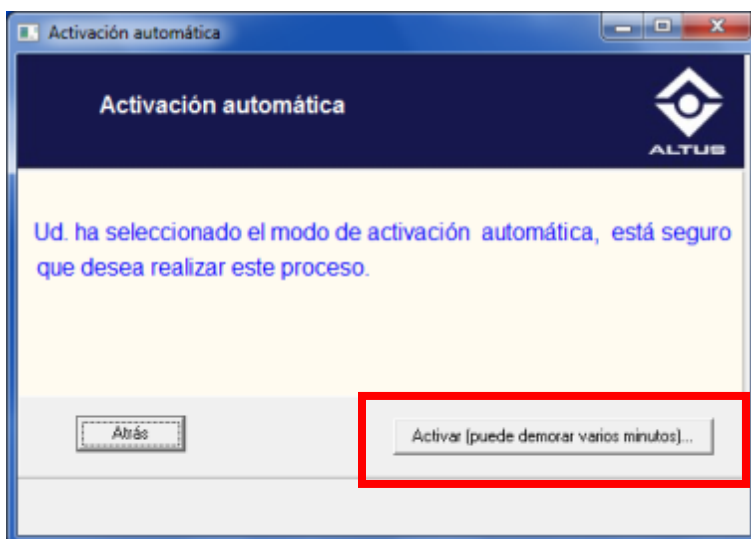 Activación automática
Activación automática
ALTUS
Ud. ha seleccionado el modo de activación automática, está seguro
que desea realizar este proceso.
Atrás
Activar (puede demorar varios minutos)...